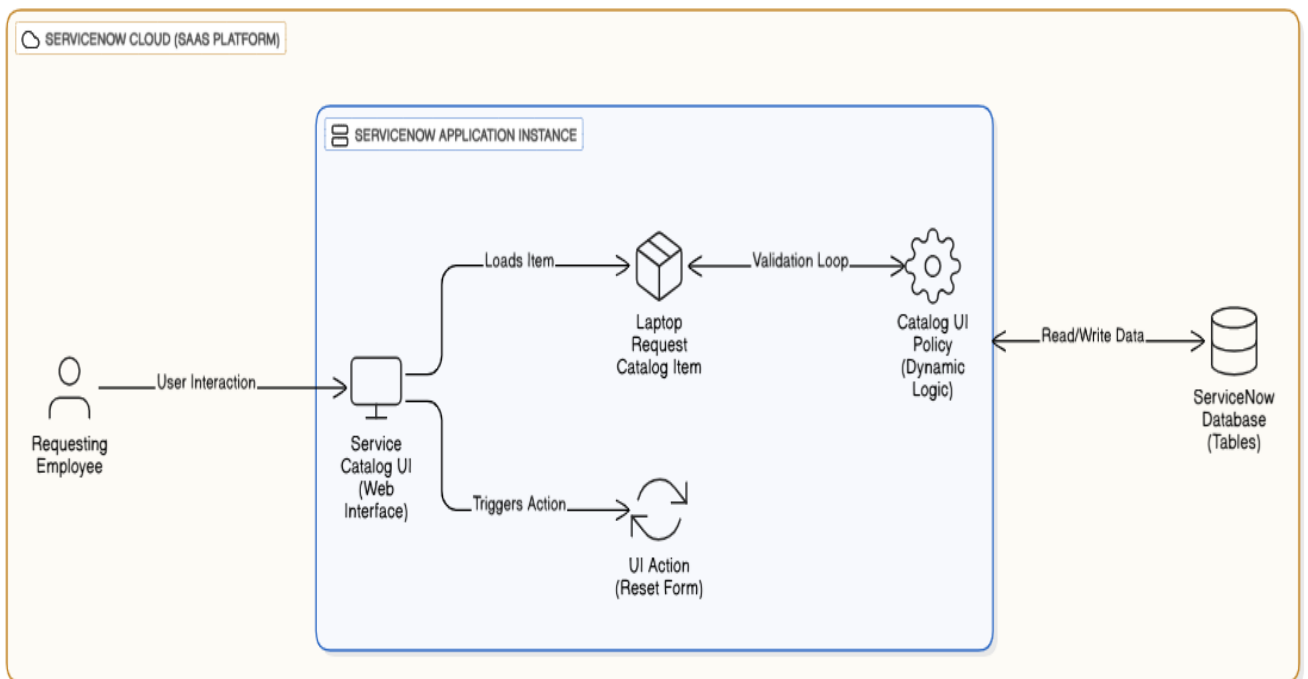 SERVICENOW CLOUD (SAAS PLATFORM)
SERVICENOW APPLICATION INSTANCE
Loads Item
Validation Loop
Laptop
Request
Catalog Item
Catalog UI
Policy
(Dynamic
Logic)
Read/Write Data
User Interaction
Requesting
Employee
Service
Catalog UI
(Web
Interface)
ServiceNow
Database
(Tables)
Triggers Action
UI Action
(Reset Form)